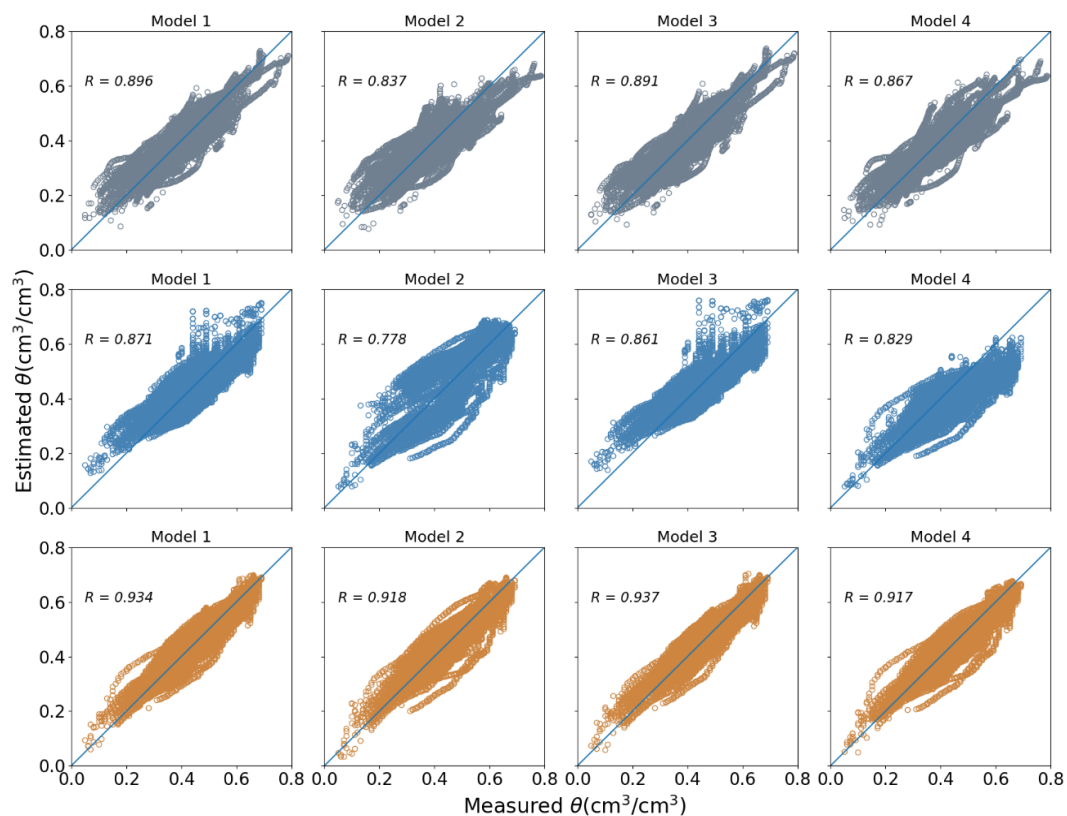 Model 1
Model 2
Model 3
Model 4
0.8
0.6
0.4
0.2
0.0
R = 0.896
R = 0.837
R = 0.891
R = 0.867
Model 1
Model 2
Model 3
Model 4
0.8
0.6
0.4
0.2
0.0
R = 0.871
R = 0.778
R = 0.861
R = 0.829
Estimated θ(cm³/cm³)
Model 1
Model 2
Model 3
Model 4
0.8
0.6
0.4
0.2
0.0
R = 0.934
R = 0.918
R = 0.937
R = 0.917
0.0 0.2 0.4 0.6 0.8
0.0 0.2 0.4 0.6 0.8
0.0 0.2 0.4 0.6 0.8
0.0 0.2 0.4 0.6 0.8
Measured θ(cm³/cm³)